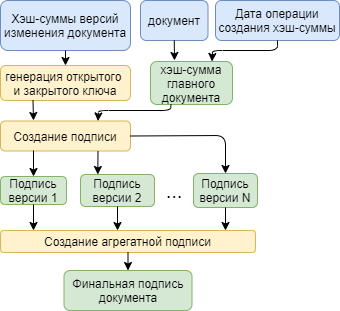 Хэш-суммы версий
изменения документа
документ
Дата операции
создания хэш-суммы
генерация открытого
и закрытого ключа
хэш-сумма
главного
документа
Создание подписи
Подпись
версии 1
Подпись
версии 2
...
Подпись
версии N
Создание агрегатной подписи
Финальная подпись
документа